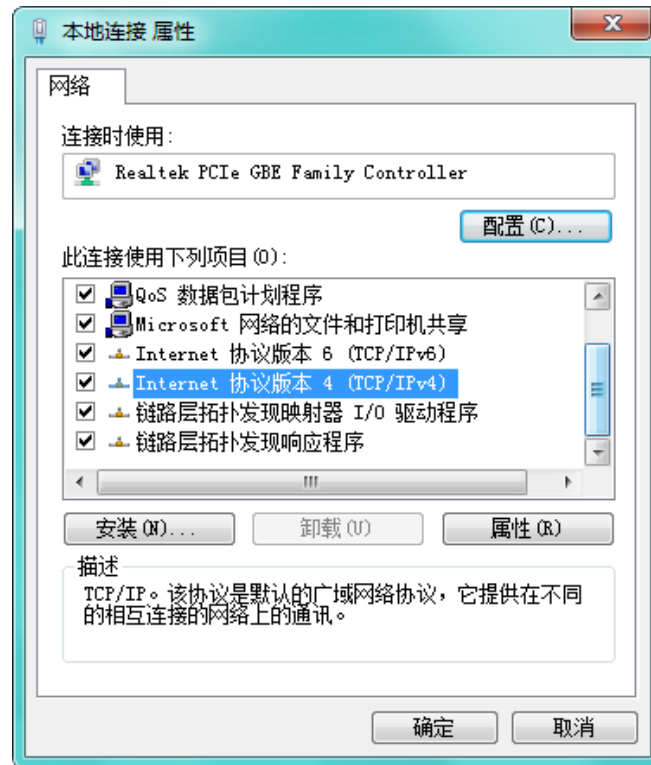 本地连接 属性
网络
连接时使用:
Realtek PCIe GBE Family Controller
配置(C)...
此连接使用下列项目(O):
QoS 数据包计划程序
Microsoft 网络的文件和打印机共享
Internet 协议版本 6 (TCP/IPv6)
Internet 协议版本 4 (TCP/IPv4)
链路层拓扑发现映射器 I/O 驱动程序
链路层拓扑发现响应程序
安装(N)...
卸载(U)
属性(R)
描述
TCP/IP。该协议是默认的广域网络协议，它提供在不同
的相互连接的网络上的通讯。
确定
取消